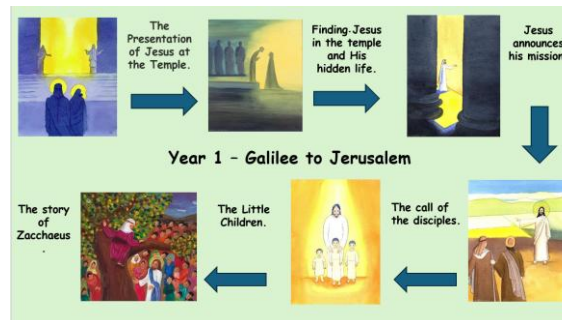 The
Presentation
of Jesus at
the Temple.
Finding Jesus
in the temple
and His
hidden life.
Jesus
announces
his mission
Year 1 – Galilee to Jerusalem
The call of
the disciples.
The Little
Children.
The story
of
Zacchaeus
.